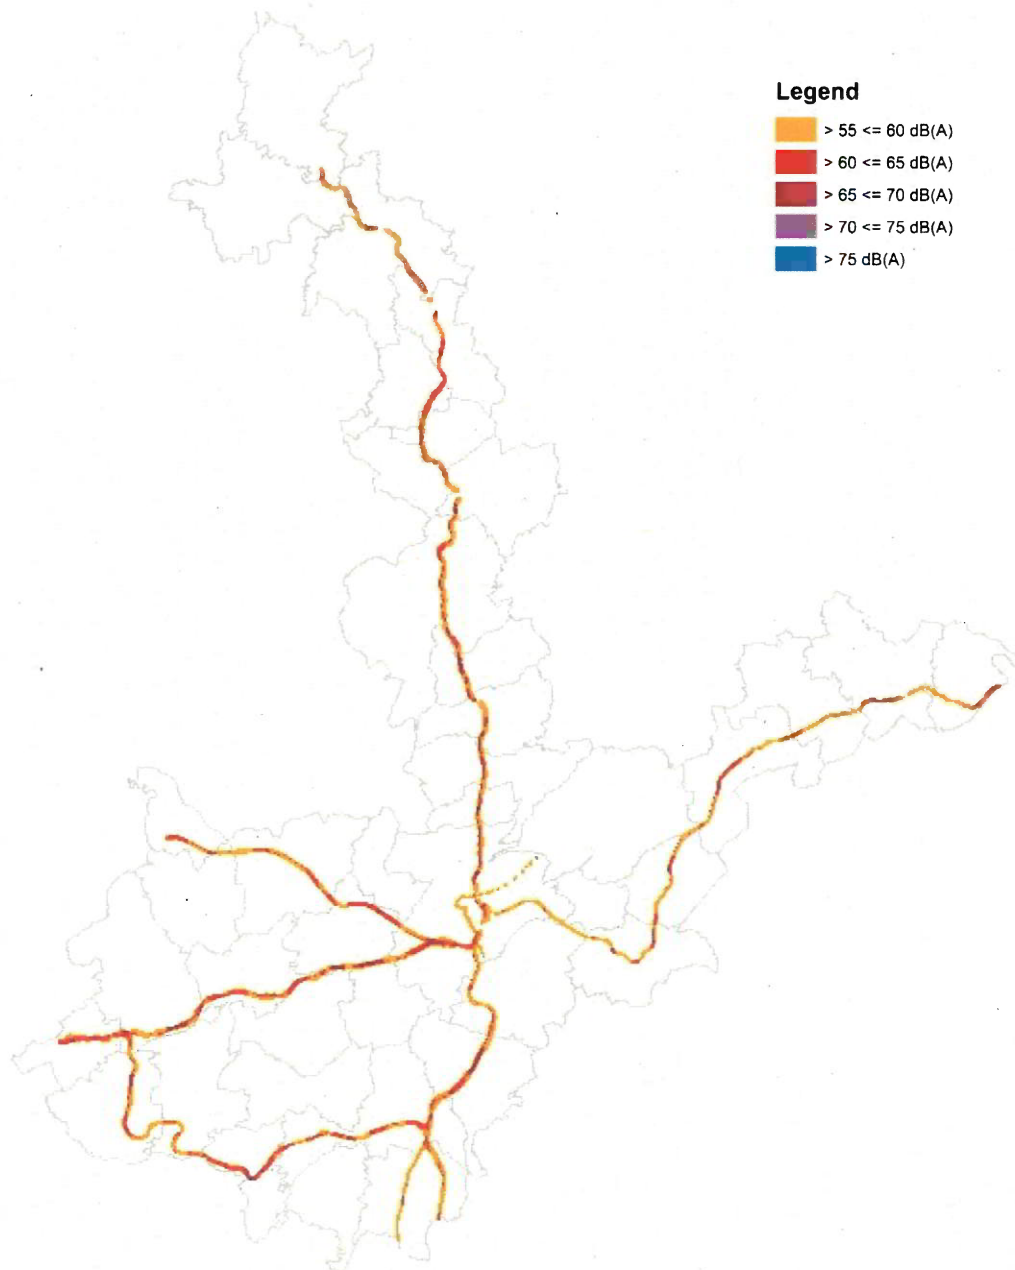 Legend
> 55 <= 60 dB(A)
> 60 <= 65 dB(A)
> 65 <= 70 dB(A)
> 70 <= 75 dB(A)
> 75 dB(A)